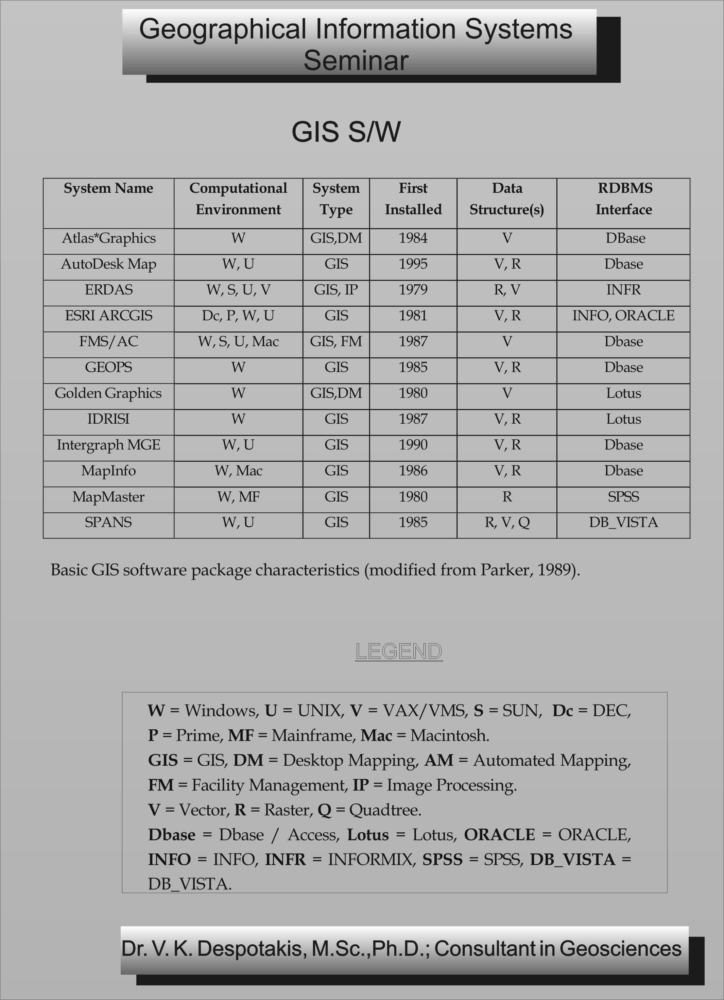 Geographical Information Systems
Seminar
GIS S/W
System Name Computational Environment System Type First Installed Data Structure(s) RDBMS Interface
Atlas*Graphics W GIS,DM 1984 V DBase
AutoDesk Map W, U GIS 1995 V, R Dbase
ERDAS W, S, U, V GIS, IP 1979 R, V INFR
ESRI ARCGIS Dc, P, W, U GIS 1981 V, R INFO, ORACLE
FMS/AC W, S, U, Mac GIS, FM 1987 V Dbase
GEOPS W GIS 1985 V, R Dbase
Golden Graphics W GIS,DM 1980 V Lotus
IDRISI W GIS 1987 V, R Lotus
Intergraph MGE W, U GIS 1990 V, R Dbase
MapInfo W, Mac GIS 1986 V, R Dbase
MapMaster W, MF GIS 1980 R SPSS
SPANS W, U GIS 1985 R, V, Q DB_VISTA
Basic GIS software package characteristics (modified from Parker, 1989).
LEGEND
W = Windows, U = UNIX, V = VAX/VMS, S = SUN, Dc = DEC,
P = Prime, MF = Mainframe, Mac = Macintosh.
GIS = GIS, DM = Desktop Mapping, AM = Automated Mapping,
FM = Facility Management, IP = Image Processing.
V = Vector, R = Raster, Q = Quadtree.
Dbase = Dbase / Access, Lotus = Lotus, ORACLE = ORACLE,
INFO = INFO, INFR = INFORMIX, SPSS = SPSS, DB_VISTA =
DB_VISTA.
Dr. V. K. Despotakis, M.Sc.,Ph.D.; Consultant in Geosciences